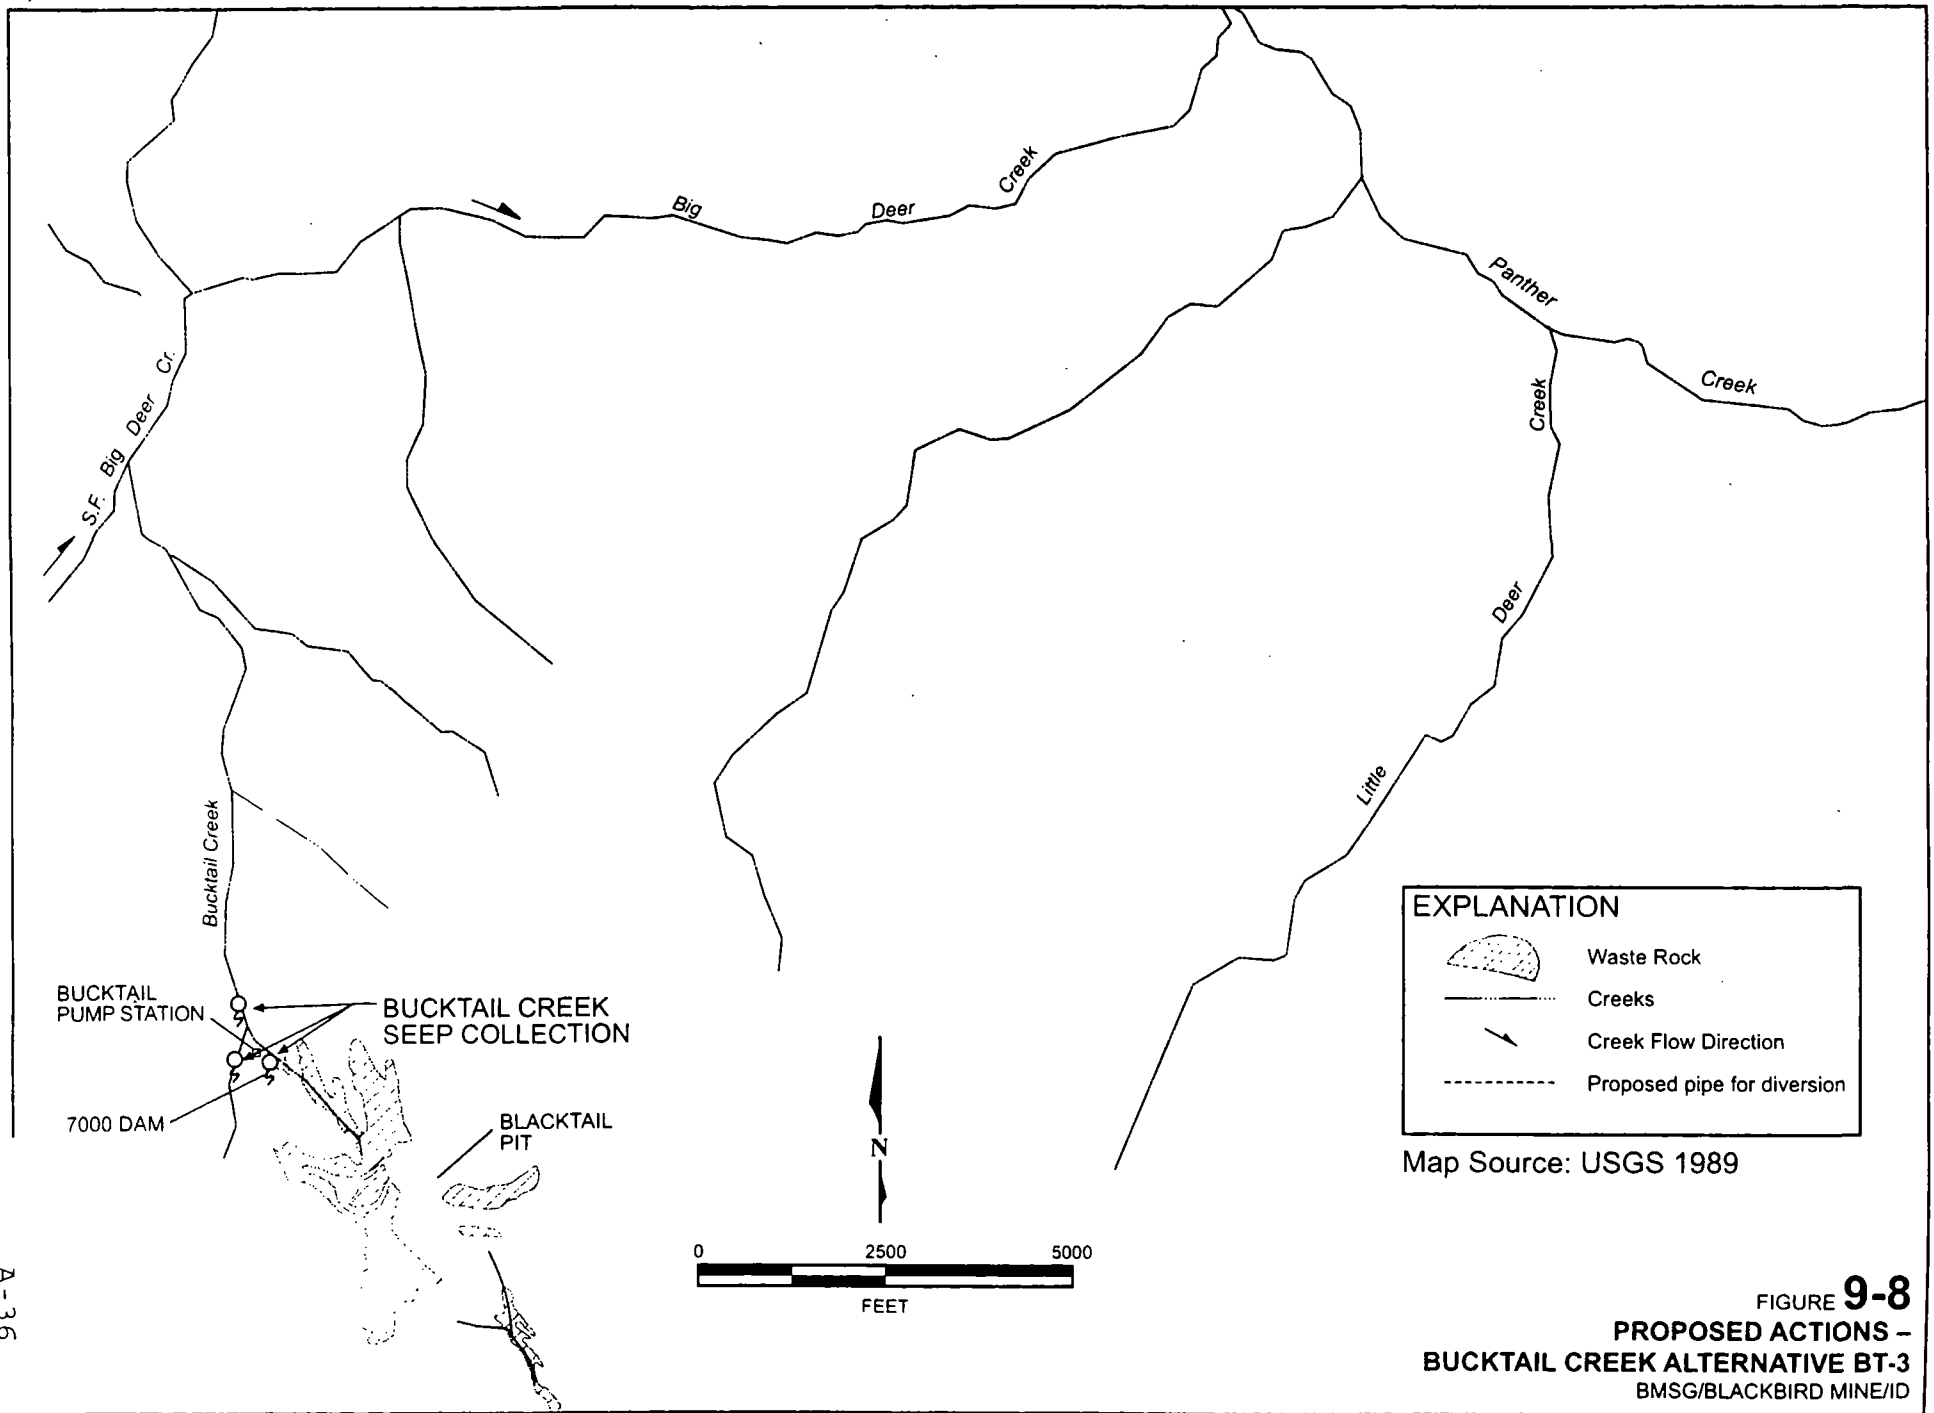 Big Deer Creek
S.F. Big Deer Cr.
Panther Creek
Little Deer Creek
Bucktail Creek
BUCKTAIL
PUMP STATION
BUCKTAIL CREEK
SEEP COLLECTION
7000 DAM
BLACKTAIL
PIT
N
0 2500 5000
FEET
EXPLANATION
Waste Rock
Creeks
Creek Flow Direction
Proposed pipe for diversion
Map Source: USGS 1989
FIGURE 9-8
PROPOSED ACTIONS –
BUCKTAIL CREEK ALTERNATIVE BT-3
BMSG/BLACKBIRD MINE/ID
A-36